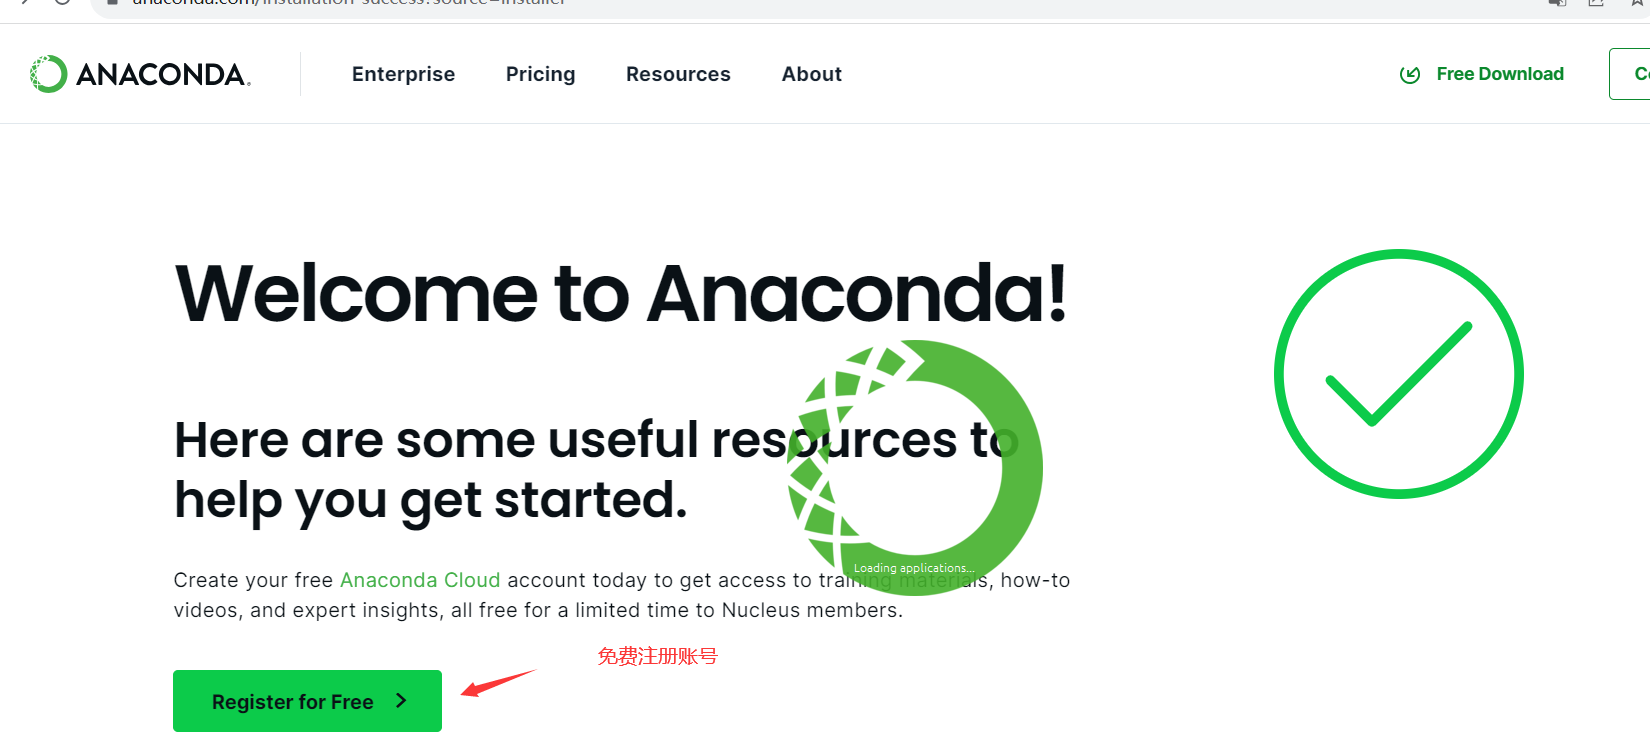 anaconda.com/installation-success?source=installer
ANACONDA.
Enterprise
Pricing
Resources
About
Free Download
Welcome to Anaconda!
Here are some useful resources to
help you get started.
Loading applications...
Create your free Anaconda Cloud account today to get access to training materials, how-to
videos, and expert insights, all free for a limited time to Nucleus members.
免费注册账号
Register for Free